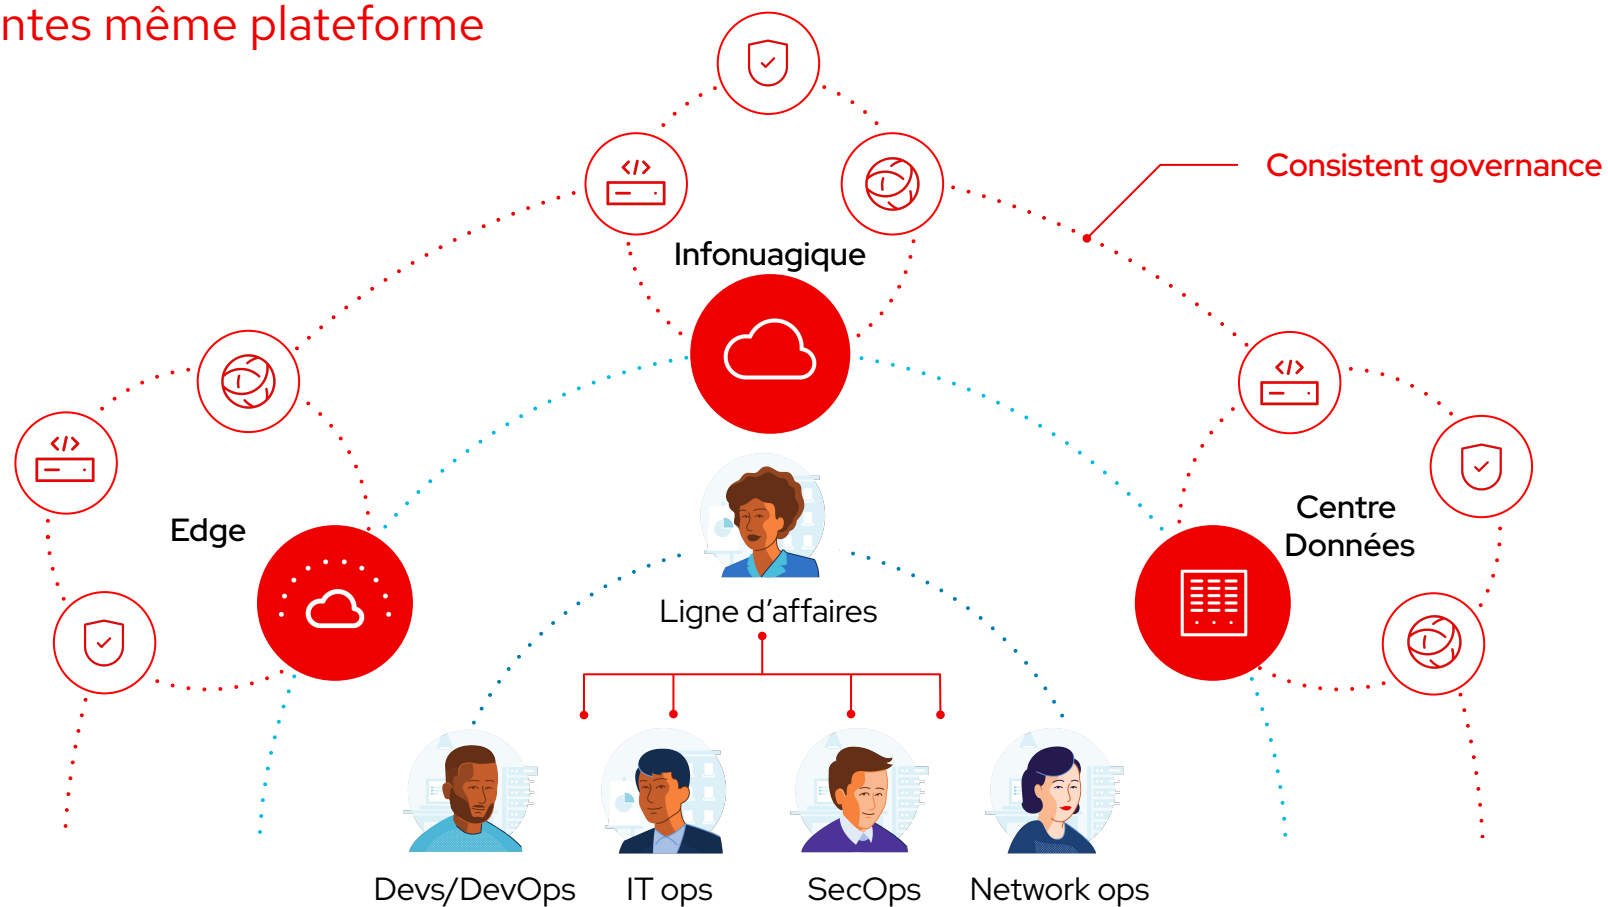 ntes même plateforme
Consistent governance
Infonuagique
Edge
Centre
Données
Ligne d’affaires
Devs/DevOps
IT ops
SecOps
Network ops